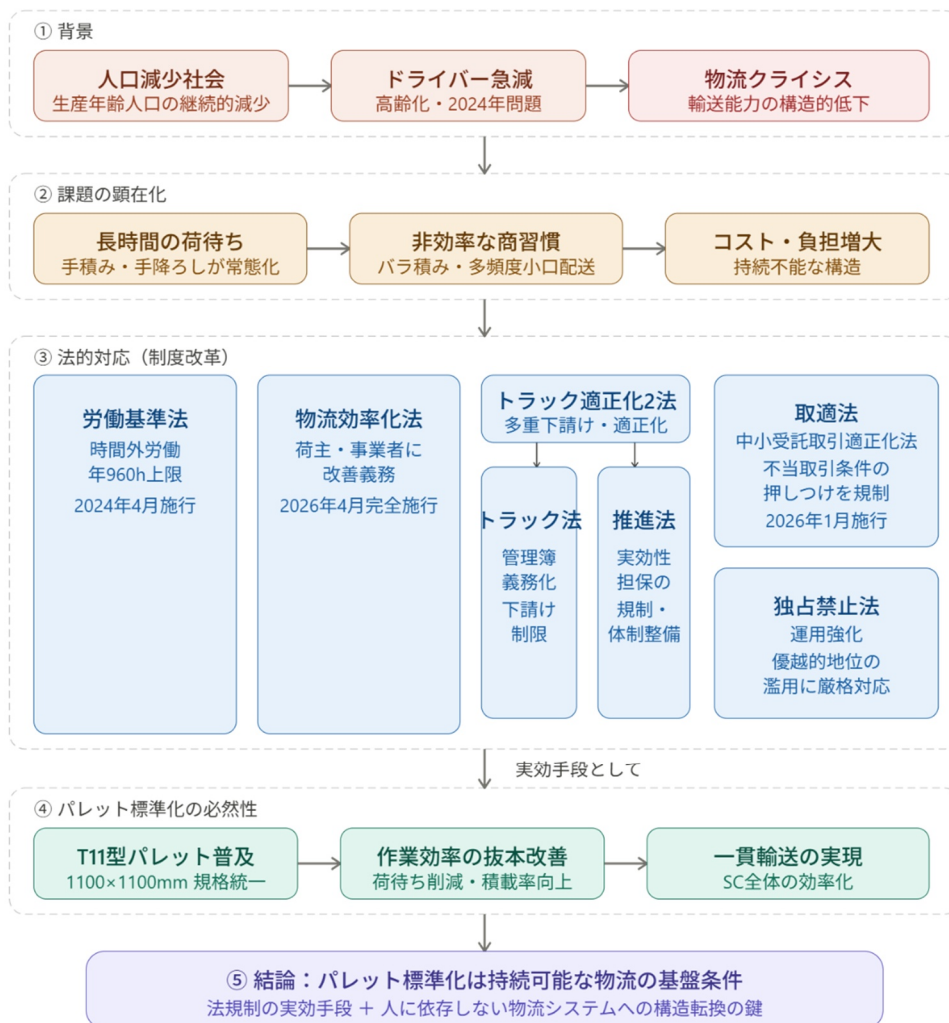 ① 背景
人口減少社会
生産年齢人口の継続的減少
ドライバー急減
高齢化・2024年問題
物流クライシス
輸送能力の構造的低下
② 課題の顕在化
長時間の荷待ち
手積み・手降ろしが常態化
非効率な商習慣
バラ積み・多頻度小口配送
コスト・負担増大
持続不能な構造
③ 法的対応（制度改革）
労働基準法
時間外労働
年960h上限
2024年4月施行
物流効率化法
荷主・事業者に
改善義務
2026年4月完全施行
トラック適正化2法
多重下請け・適正化
トラック法
管理簿
義務化
下請け
制限
推進法
実効性
担保の
規制・
体制整備
取適法
中小受託取引適正化法
不当取引条件の
押しつけを規制
2026年1月施行
独占禁止法
運用強化
優越的地位の
濫用に厳格対応
実効手段として
④ パレット標準化の必然性
T11型パレット普及
1100×1100mm 規格統一
作業効率の抜本改善
荷待ち削減・積載率向上
一貫輸送の実現
SC全体の効率化
⑤ 結論：パレット標準化は持続可能な物流の基盤条件
法規制の実効手段 ＋ 人に依存しない物流システムへの構造転換の鍵